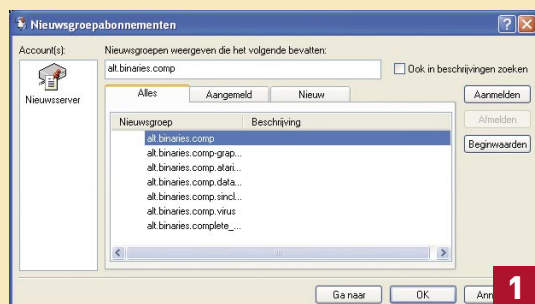 Nieuwsgroepabonnementen
Account(s):
Nieuwsgroepen weergeven die het volgende bevatten:
Nieuwsserver
alt.binaries.comp
Ook in beschrijvingen zoeken
Alles
Aangemeld
Nieuw
Aanmelden
Afmelden
Beginwaarden
Nieuwsgroep
Beschrijving
alt.binaries.comp
alt.binaries.comp-grap...
alt.binaries.comp.atari...
alt.binaries.comp.data...
alt.binaries.comp.sincl...
alt.binaries.comp.virus
alt.binaries.complete_...
Ga naar
OK
1